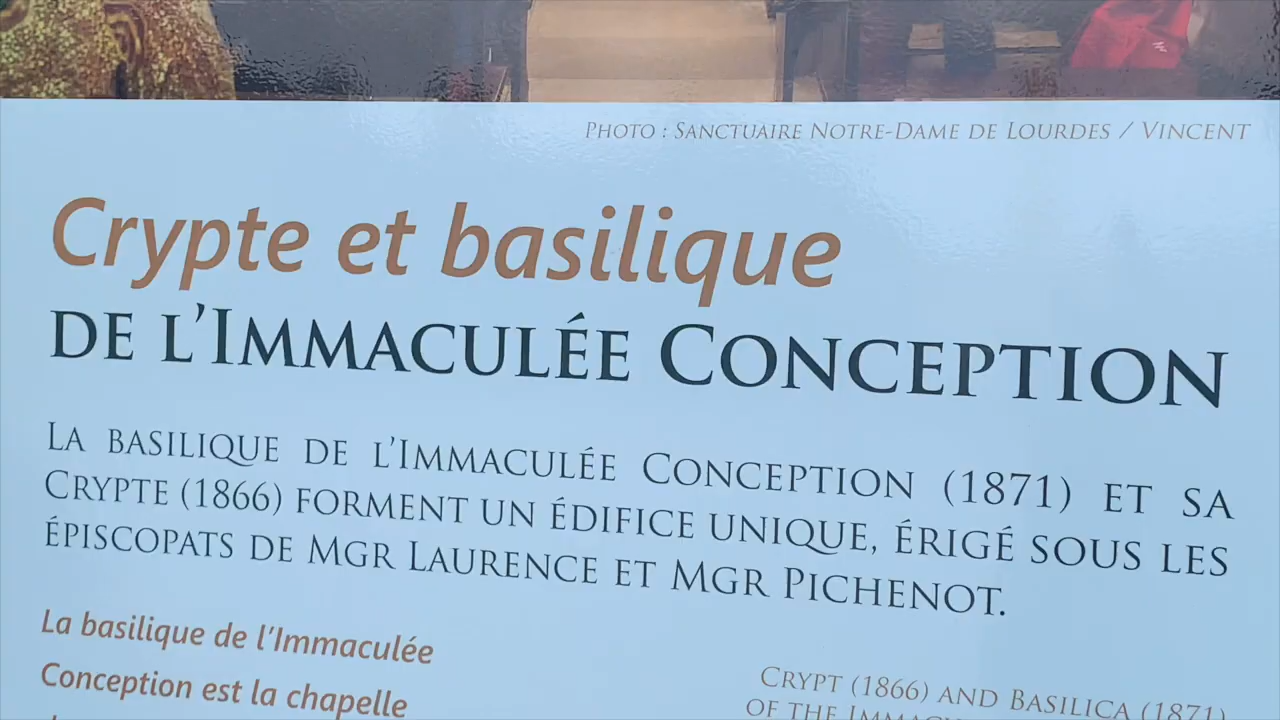 Photo : Sanctuaire Notre-Dame de Lourdes / Vincent
Crypte et basilique
de l'Immaculée Conception
La basilique de l'Immaculée Conception (1871) et sa
Crypte (1866) forment un édifice unique, érigé sous les
épiscopats de Mgr Laurence et Mgr Pichenot.
La basilique de l'Immaculée
Conception est la chapelle
Crypt (1866) and Basilica (1871)
of the